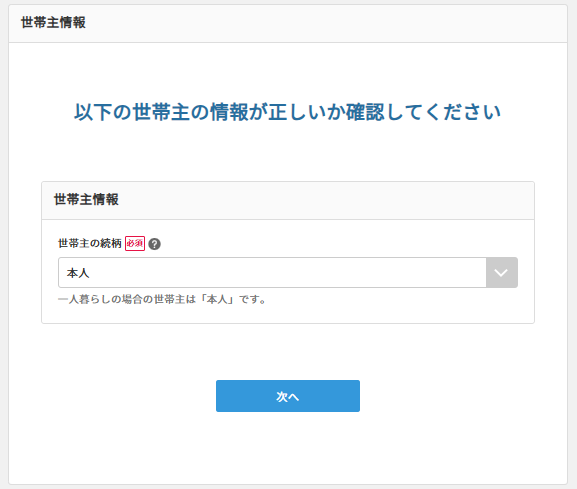 世帯主情報
以下の世帯主の情報が正しいか確認してください
世帯主情報
世帯主の続柄 必須 ?
本人
一人暮らしの場合の世帯主は「本人」です。
次へ